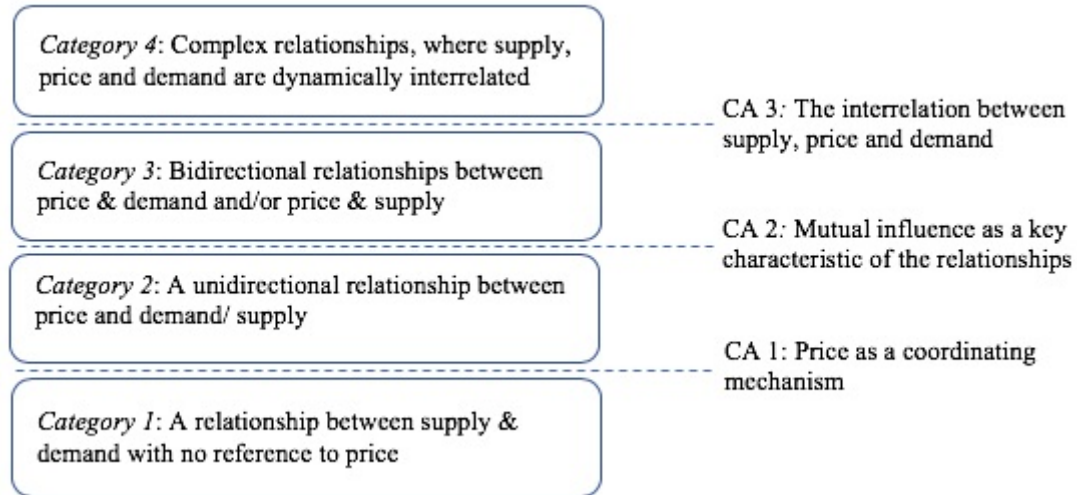 Category 4: Complex relationships, where supply,
price and demand are dynamically interrelated
CA 3: The interrelation between
supply, price and demand
Category 3: Bidirectional relationships between
price & demand and/or price & supply
CA 2: Mutual influence as a key
characteristic of the relationships
Category 2: A unidirectional relationship between
price and demand/ supply
CA 1: Price as a coordinating
mechanism
Category 1: A relationship between supply &
demand with no reference to price